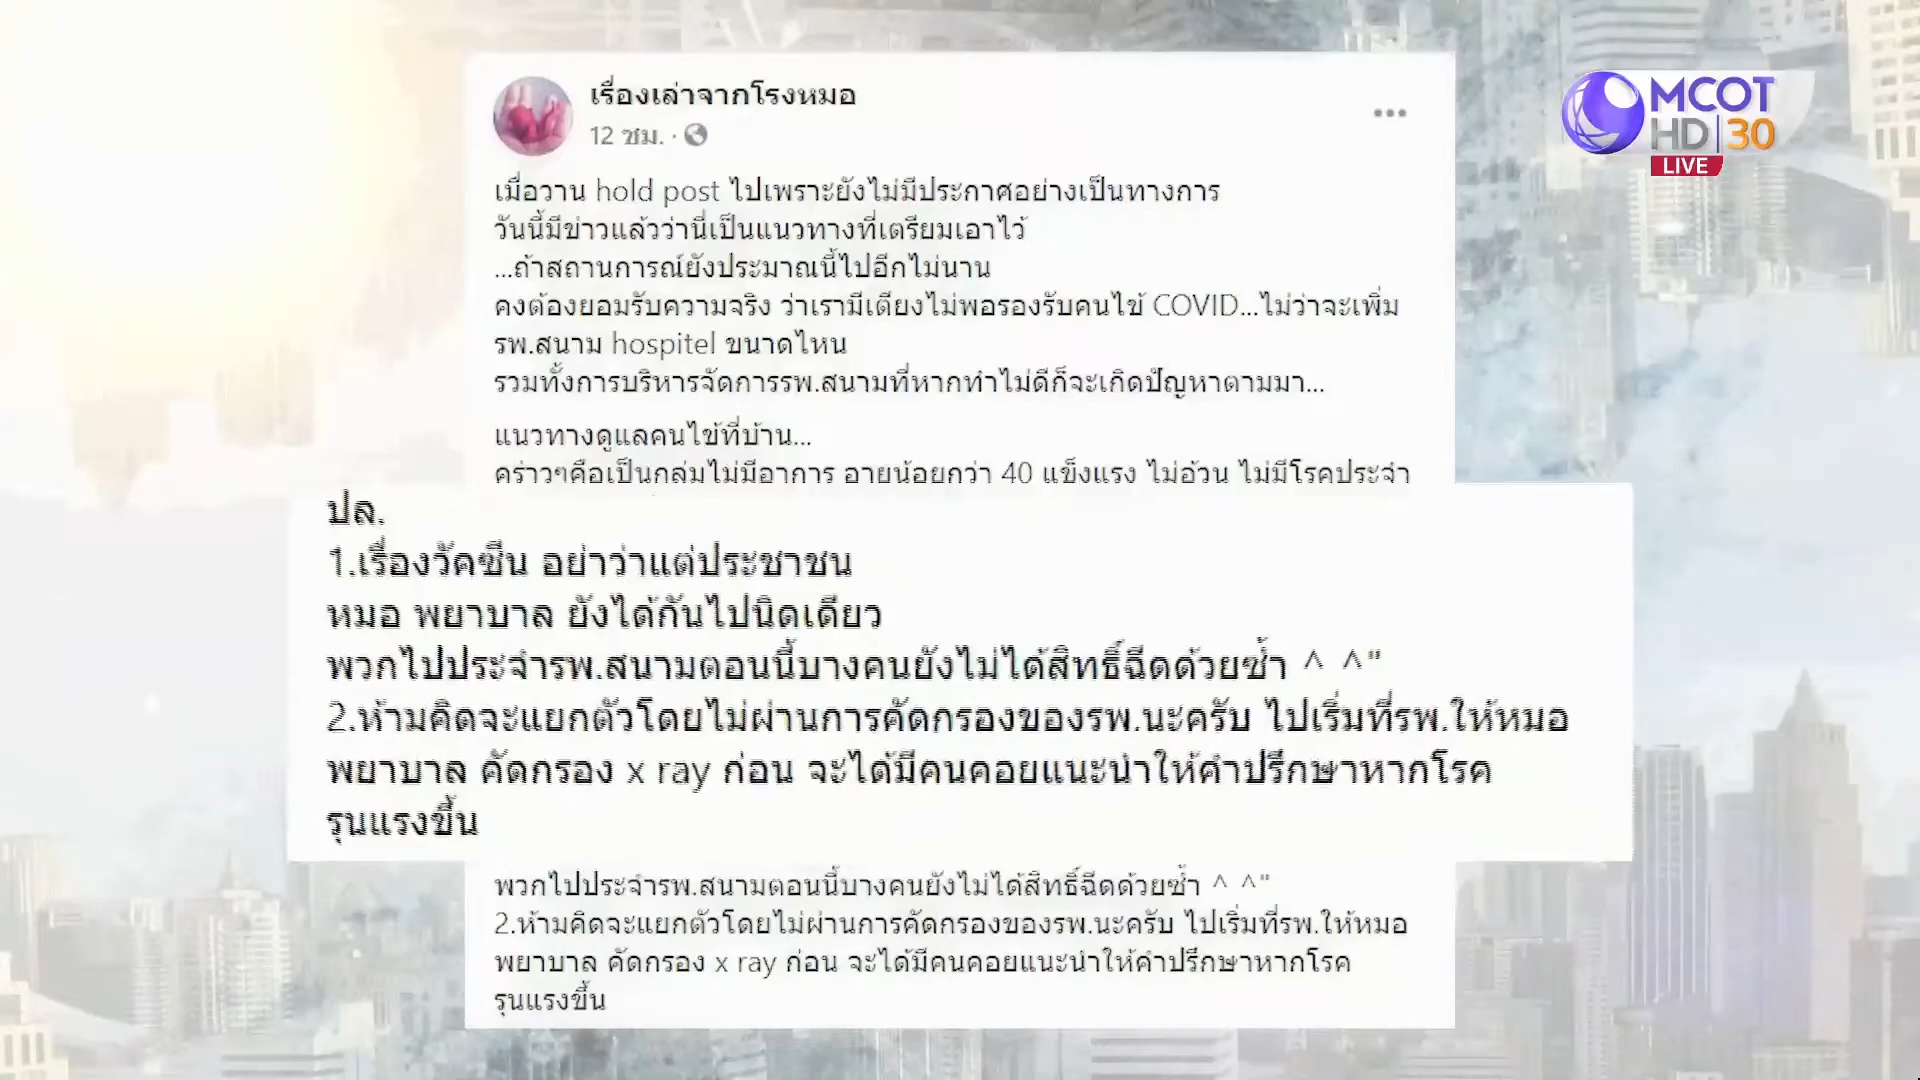 เรื่องเล่าจากโรงหมอ
12 ชม.
เมื่อวาน hold post ไปเพราะยังไม่มีประกาศอย่างเป็นทางการ
วันนี้มีข่าวแล้วว่านี่เป็นแนวทางที่เตรียมเอาไว้
...ถ้าสถานการณ์ยังประมาณนี้ไปอีกไม่นาน
คงต้องยอมรับความจริง ว่าเรามีเตียงไม่พอรองรับคนไข้ COVID...ไม่ว่าจะเพิ่ม
รพ.สนาม hospitel ขนาดไหน
รวมทั้งการบริหารจัดการรพ.สนามที่หากทำไม่ดีก็จะเกิดปัญหาตามมา...
แนวทางดูแลคนไข้ที่บ้าน...
คร่าวๆคือเป็นกลุ่มไม่มีอาการ อายุน้อยกว่า 40 แข็งแรง ไม่อ้วน ไม่มีโรคประจำ
ปล.
1.เรื่องวัคซีน อย่าว่าแต่ประชาชน
หมอ พยาบาล ยังได้กันไปนิดเดียว
พวกไปประจำรพ.สนามตอนนี้บางคนยังไม่ได้สิทธิ์ฉีดด้วยซ้ำ ^ ^"
2.ห้ามคิดจะแยกตัวโดยไม่ผ่านการคัดกรองของรพ.นะครับ ไปเริ่มที่รพ.ให้หมอ
พยาบาล คัดกรอง x ray ก่อน จะได้มีคนคอยแนะนำให้คำปรึกษาหากโรค
รุนแรงขึ้น
พวกไปประจำรพ.สนามตอนนี้บางคนยังไม่ได้สิทธิ์ฉีดด้วยซ้ำ ^ ^"
2.ห้ามคิดจะแยกตัวโดยไม่ผ่านการคัดกรองของรพ.นะครับ ไปเริ่มที่รพ.ให้หมอ
พยาบาล คัดกรอง x ray ก่อน จะได้มีคนคอยแนะนำให้คำปรึกษาหากโรค
รุนแรงขึ้น
MCOT
HD 30
LIVE